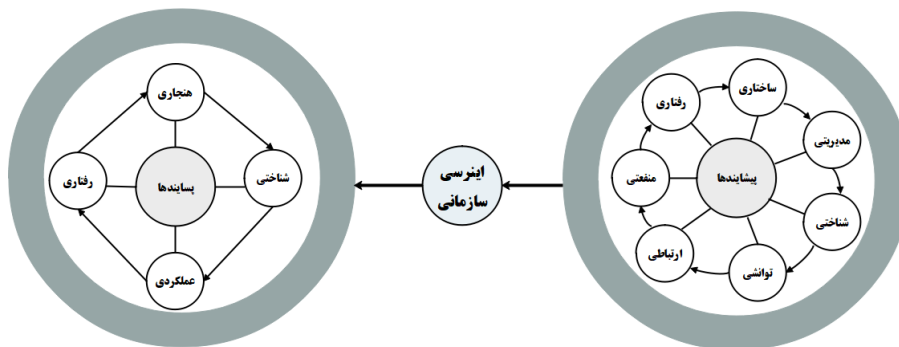 ساختاری
مدیریتی
شناختی
توانشی
ارتباطی
منفعتی
رفتاری
پیشایندها
اینرسی
سازمانی
هنجاری
شناختی
عملکردی
رفتاری
پسایندها